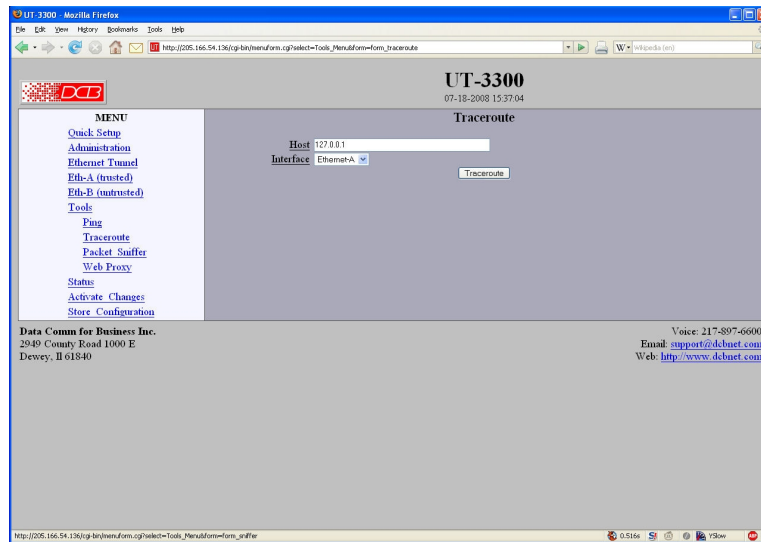 UT-3300 - Mozilla Firefox
File Edit View History Bookmarks Tools Help
http://205.166.54.136/cgi-bin/menuform.cgi?select=Tools_Menu&form=form_traceroute
W Wikipedia (en)
DCB
UT-3300
07-18-2008 15:37:04
MENU
Quick Setup
Administration
Ethernet Tunnel
Eth-A (trusted)
Eth-B (untrusted)
Tools
Ping
Traceroute
Packet Sniffer
Web Proxy
Status
Activate Changes
Store Configuration
Traceroute
Host 127.0.0.1
Interface Ethernet-A
Traceroute
Data Comm for Business Inc.
2949 County Road 1000 E
Dewey, Il 61840
Voice: 217-897-6600
Email: support@dcbnet.com
Web: http://www.dcbnet.com
http://205.166.54.136/cgi-bin/menuform.cgi?select=Tools_Menu&form=form_sniffer
0.516s YSlow